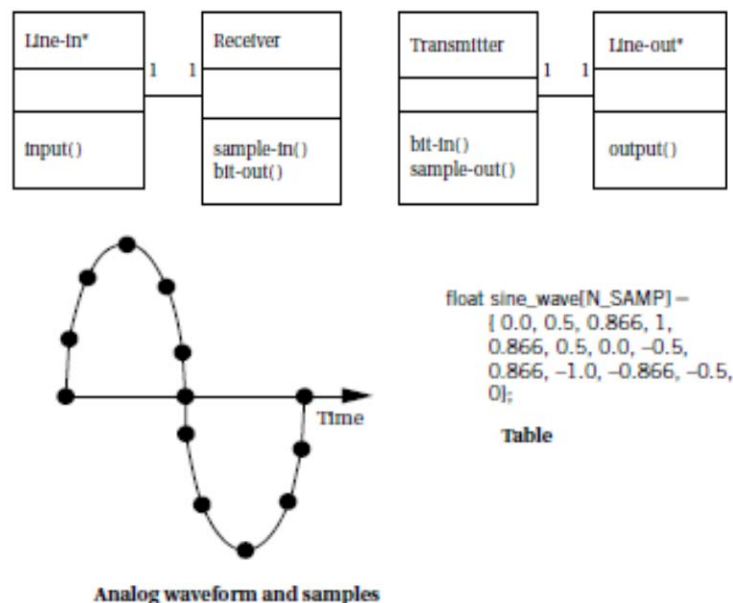 Line-in*
1 1
Receiver
input()
sample-in()
bit-out()
Transmitter
1 1
Line-out*
bit-in()
sample-out()
output()
Time
Analog waveform and samples
float sine_wave[N_SAMP] =
{ 0.0, 0.5, 0.866, 1,
0.866, 0.5, 0.0, –0.5,
0.866, –1.0, –0.866, –0.5,
0};
Table